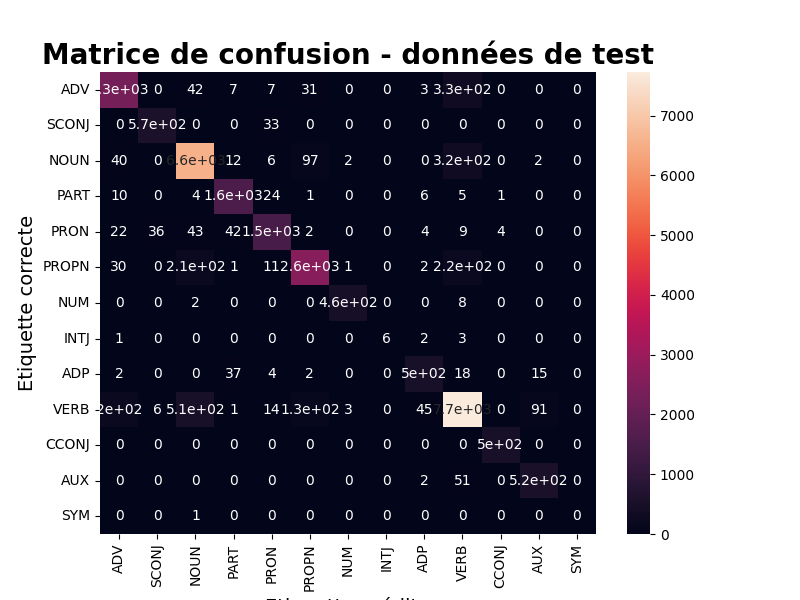 Matrice de confusion - données de test
ADV .3e+03 0 42 7 7 31 0 0 3 3.3e+02 0 0 0
SCONJ 0 5.7e+02 0 0 33 0 0 0 0 0 0 0 0
NOUN 40 0 6.6e+03 12 6 97 2 0 0 3.2e+02 0 2 0
PART 10 0 4 1.6e+03 24 1 0 0 6 5 1 0 0
PRON 22 36 43 42 1.5e+03 2 0 0 4 9 4 0 0
PROPN 30 0 2.1e+02 1 11 2.6e+03 1 0 2 2.2e+02 0 0 0
NUM 0 0 2 0 0 0 4.6e+02 0 0 8 0 0 0
INTJ 1 0 0 0 0 0 0 6 2 3 0 0 0
ADP 2 0 0 37 4 2 0 0 5e+02 18 0 15 0
VERB 2e+02 6 5.1e+02 1 14 1.3e+02 3 0 45 7.7e+03 0 91 0
CCONJ 0 0 0 0 0 0 0 0 0 0 5e+02 0 0
AUX 0 0 0 0 0 0 0 0 2 51 0 5.2e+02 0
SYM 0 0 1 0 0 0 0 0 0 0 0 0 0
ADV SCONJ NOUN PART PRON PROPN NUM INTJ ADP VERB CCONJ AUX SYM
Etiquette correcte
7000
6000
5000
4000
3000
2000
1000
0